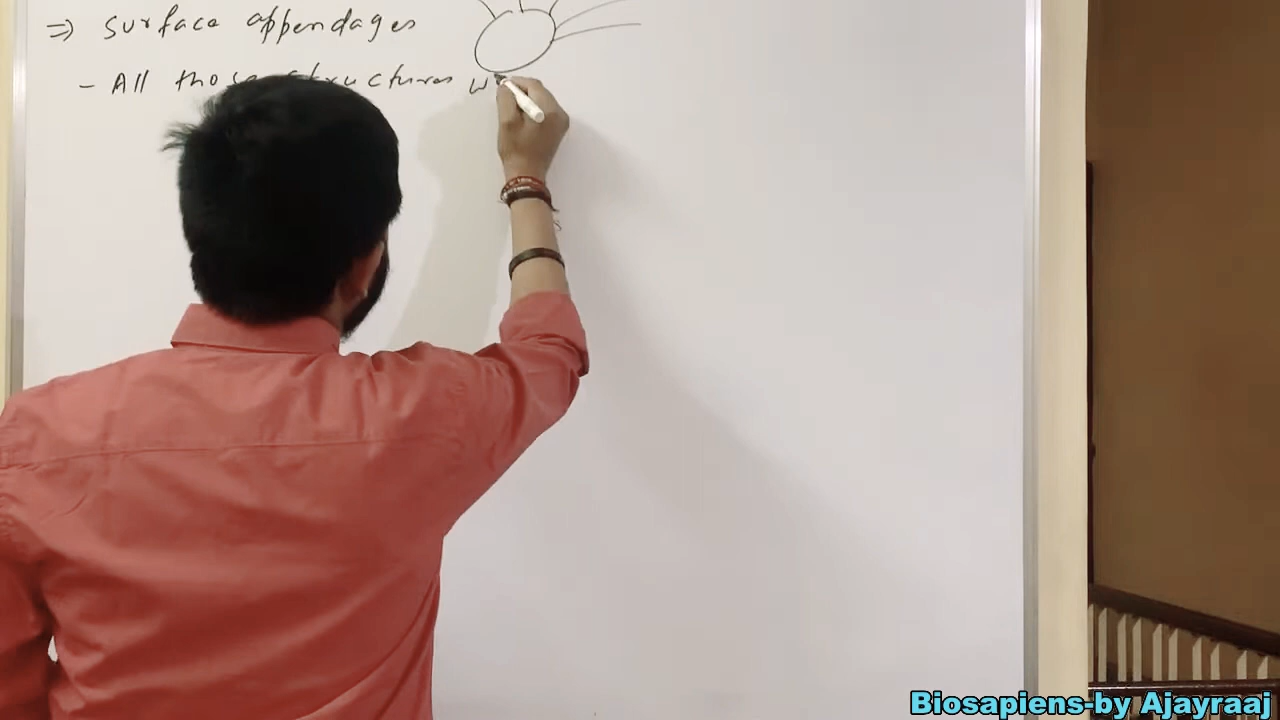 ⇒ Surface appendages
- All those structures w
Biosapiens-by Ajayraaj